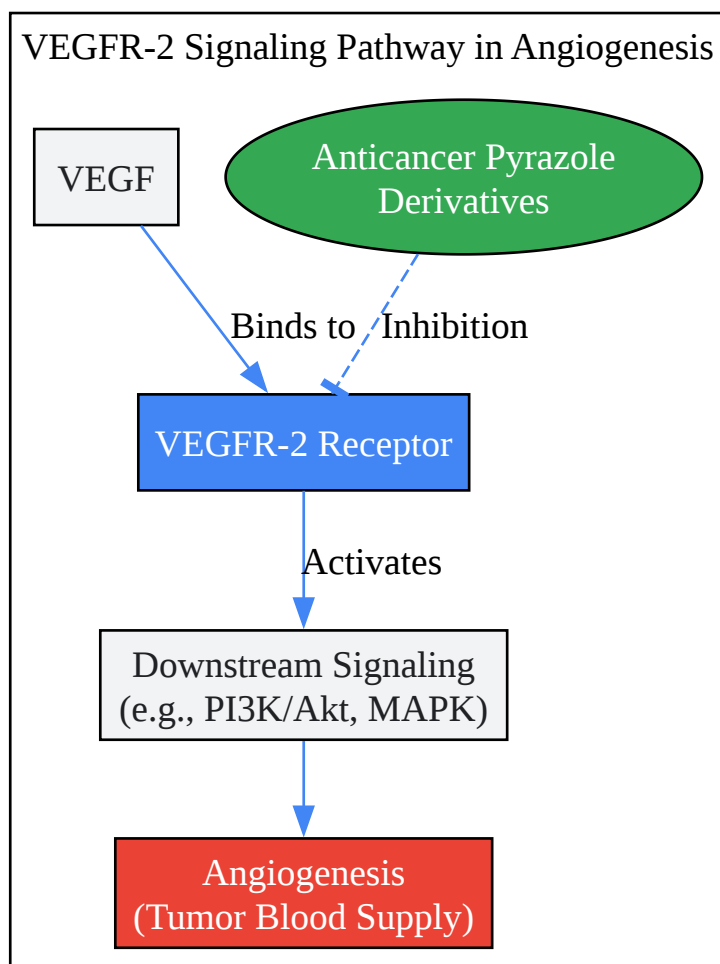 VEGFR-2 Signaling Pathway in Angiogenesis
VEGF
Anticancer Pyrazole
Derivatives
Binds to
Inhibition
VEGFR-2 Receptor
Activates
Downstream Signaling
(e.g., PI3K/Akt, MAPK)
Angiogenesis
(Tumor Blood Supply)